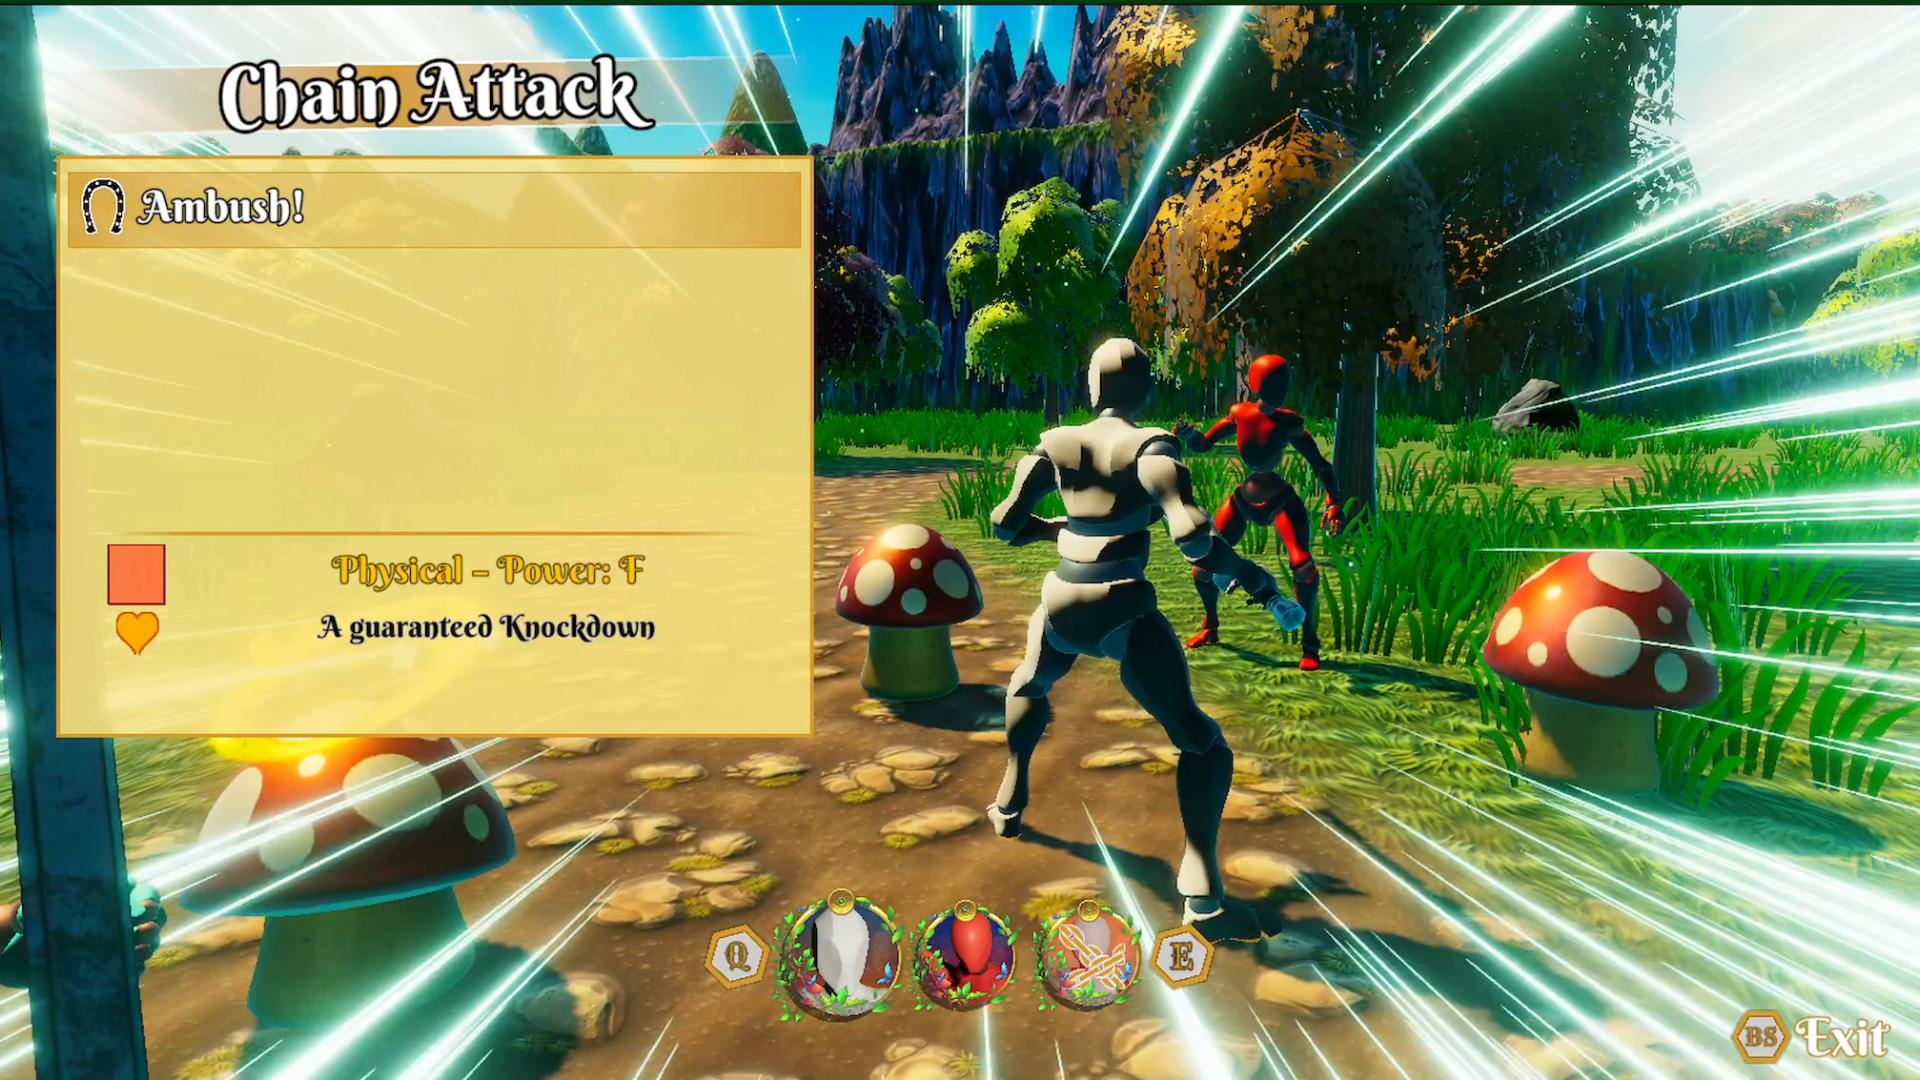 Chain Attack
Ambush!
Physical - Power: F
A guaranteed Knockdown
Q
E
BS Exit